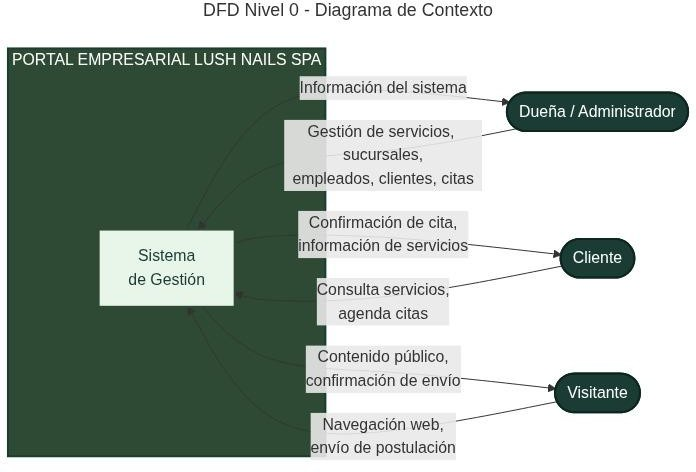 DFD Nivel 0 - Diagrama de Contexto
PORTAL EMPRESARIAL LUSH NAILS SPA
Información del sistema
Dueña / Administrador
Gestión de servicios,
sucursales,
empleados, clientes, citas
Confirmación de cita,
información de servicios
Sistema
de Gestión
Cliente
Consulta servicios,
agenda citas
Contenido público,
confirmación de envío
Visitante
Navegación web,
envío de postulación